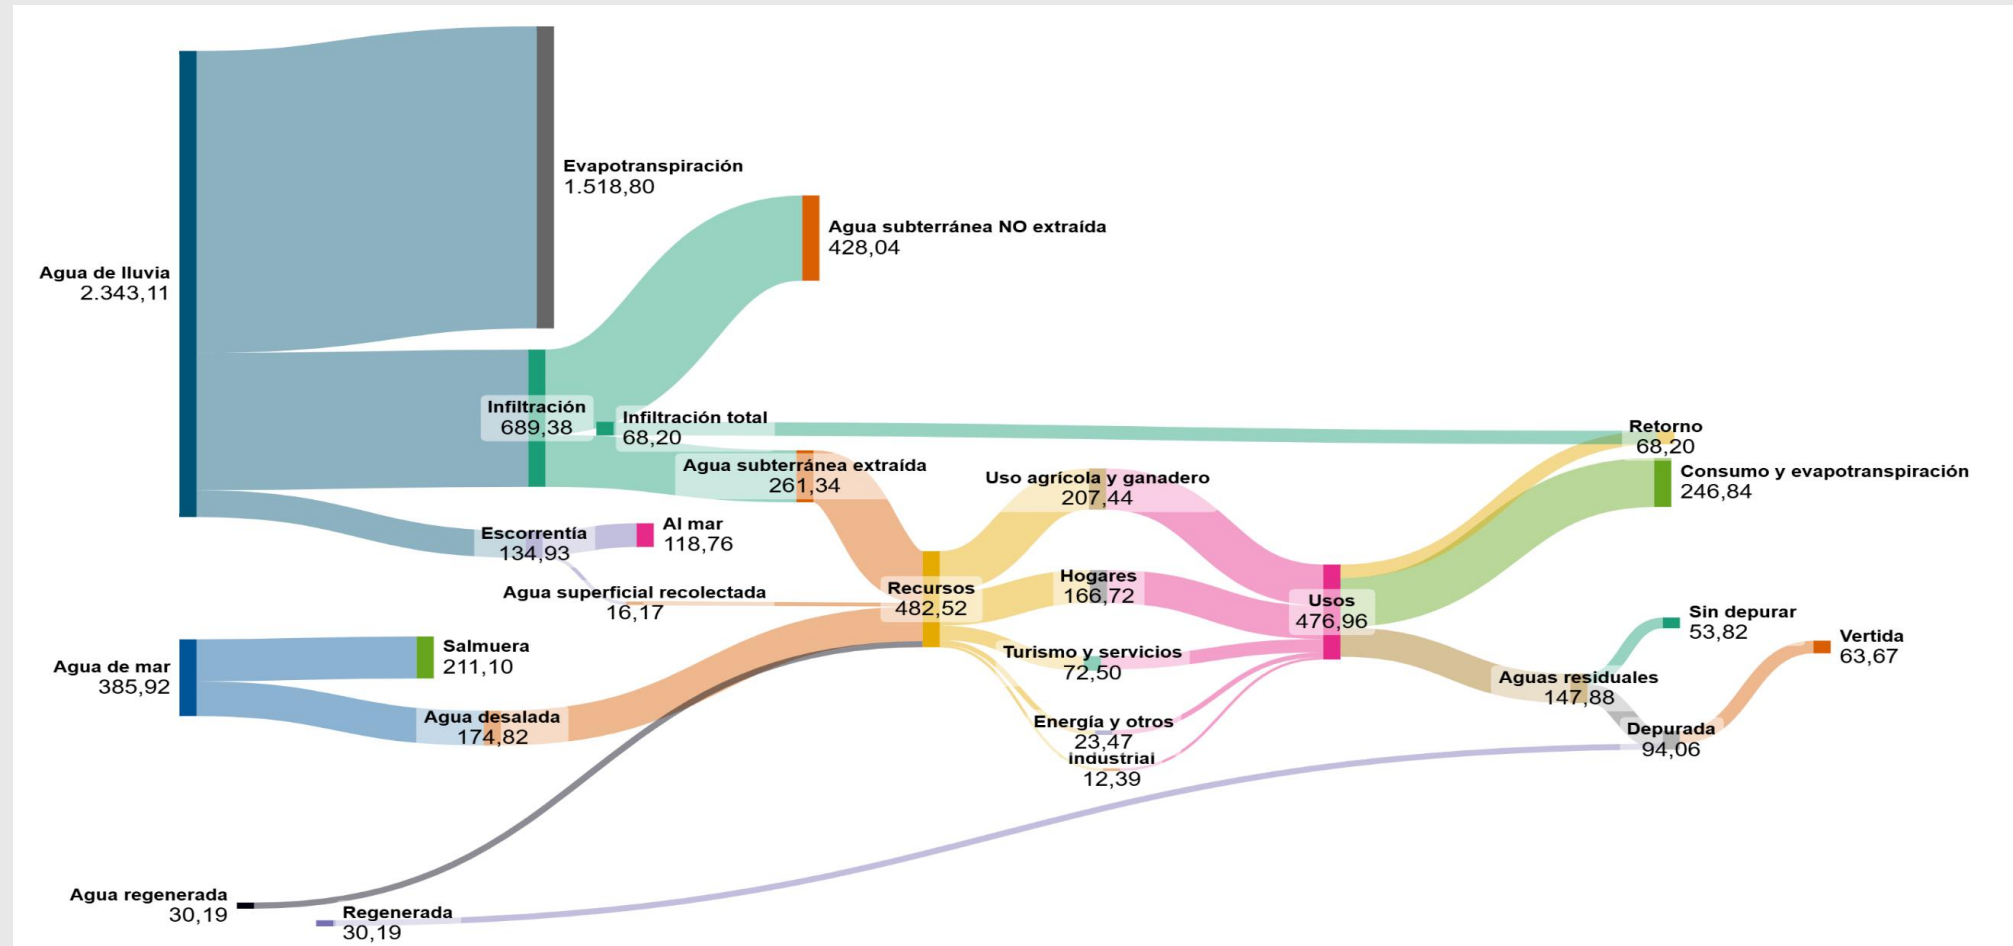 Evapotranspiración
1.518,80
Agua subterránea NO extraída
428,04
Agua de lluvia
2.343,11
Infiltración
689,38
Infiltración total
68,20
Retorno
68,20
Agua subterránea extraída
261,34
Uso agrícola y ganadero
207,44
Consumo y evapotranspiración
246,84
Escorrentía
134,93
Al mar
118,76
Agua superficial recolectada
16,17
Recursos
482,52
Hogares
166,72
Usos
476,96
Sin depurar
53,82
Vertida
63,67
Salmuera
211,10
Agua de mar
385,92
Turismo y servicios
72,50
Aguas residuales
147,88
Agua desalada
174,82
Energía y otros
23,47
Depurada
94,06
industrial
12,39
Agua regenerada
30,19
Regenerada
30,19